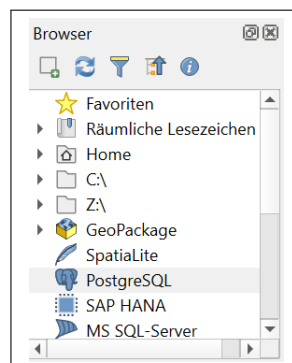 Browser
Favoriten
Räumliche Lesezeichen
Home
C:\
Z:\
GeoPackage
SpatiaLite
PostgreSQL
SAP HANA
MS SQL-Server